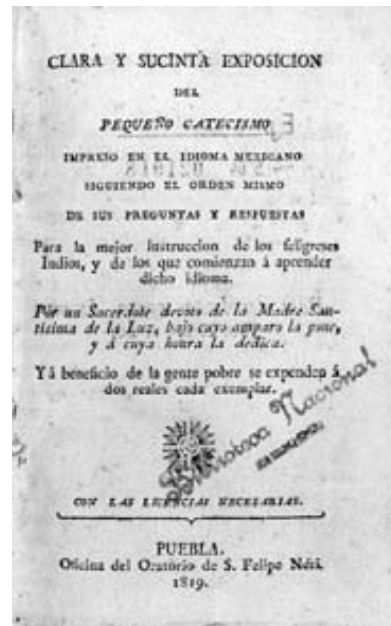 CLARA Y SUCINTA EXPOSICION
DEL
PEQUEÑO CATECISMO
IMPRESO EN EL IDIOMA MEXICANO
SIGUIENDO EL ORDEN MISMO
DE SUS PREGUNTAS Y RESPUESTAS
Para la mejor instruccion de los feligreses
Indios, y de los que comienzan á aprender
dicho idioma.
Por un Sacerdote devoto de la Madre San-
tísima de la Luz, bajo cuyo amparo la pone,
y á cuya honra la dedica.
Y á beneficio de la gente pobre se expenden á
dos reales cada exemplar.
Biblioteca Nacional
CON LAS LICENCIAS NECESARIAS.
PUEBLA.
Oficina del Oratorio de S. Felipe Neri.
1819.